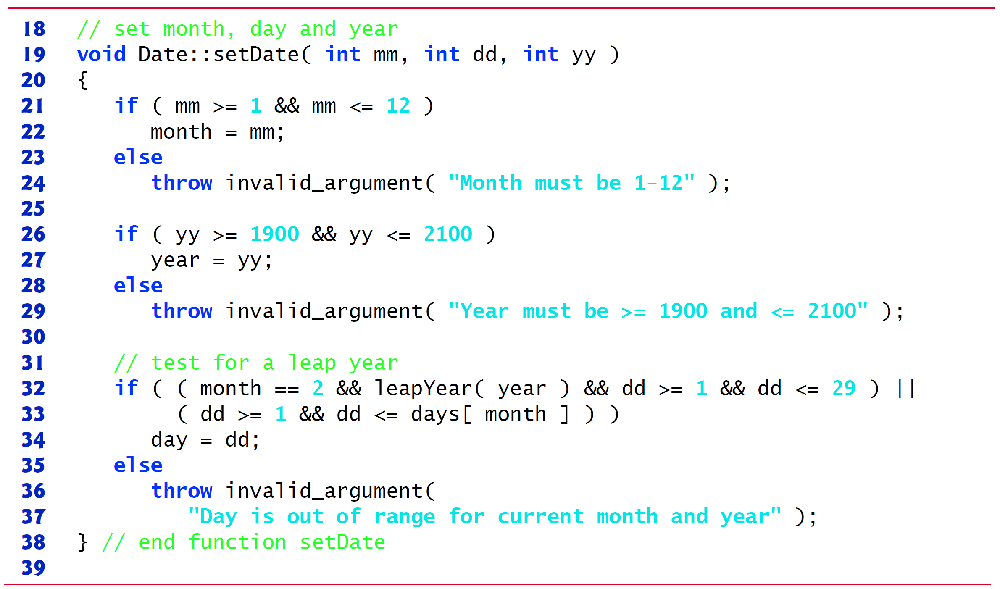 18 // set month, day and year
19 void Date::setDate( int mm, int dd, int yy )
20 {
21    if ( mm >= 1 && mm <= 12 )
22       month = mm;
23    else
24       throw invalid_argument( "Month must be 1-12" );
25
26    if ( yy >= 1900 && yy <= 2100 )
27       year = yy;
28    else
29       throw invalid_argument( "Year must be >= 1900 and <= 2100" );
30
31    // test for a leap year
32    if ( ( month == 2 && leapYear( year ) && dd >= 1 && dd <= 29 ) ||
33         ( dd >= 1 && dd <= days[ month ] ) )
34       day = dd;
35    else
36       throw invalid_argument(
37          "Day is out of range for current month and year" );
38 } // end function setDate
39